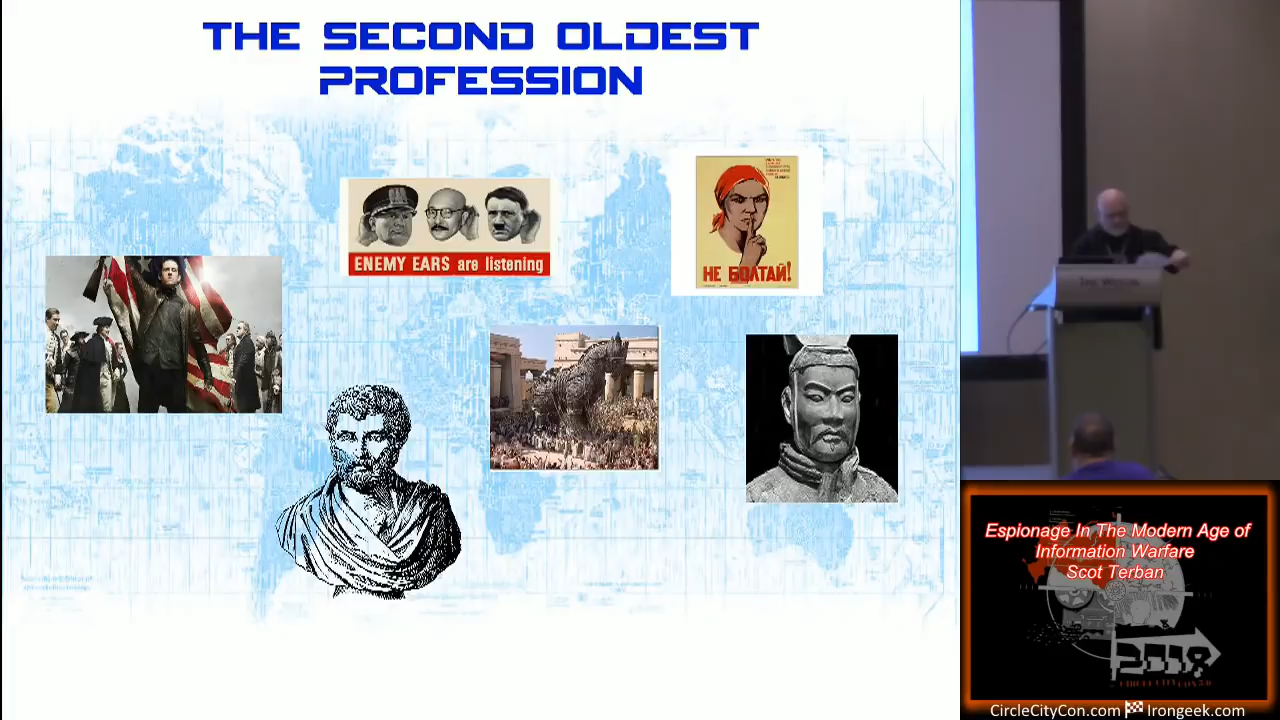 THE SECOND OLDEST
PROFESSION
ENEMY EARS are listening
НЕ БОЛТАЙ!
Espionage In The Modern Age of
Information Warfare
Scot Terban
2018
CircleCityCon.com Irongeek.com